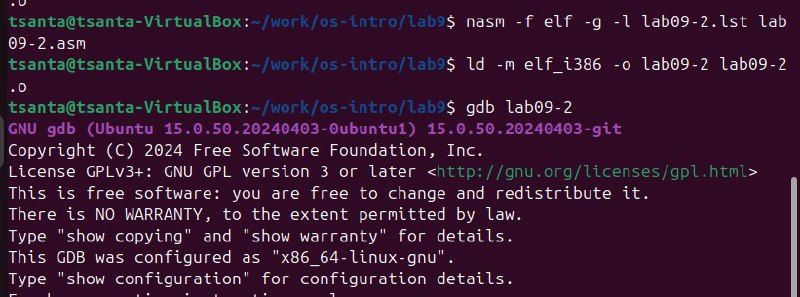 .o
tsanta@tsanta-VirtualBox:~/work/os-intro/lab9$ nasm -f elf -g -l lab09-2.lst lab
09-2.asm
tsanta@tsanta-VirtualBox:~/work/os-intro/lab9$ ld -m elf_i386 -o lab09-2 lab09-2
.o
tsanta@tsanta-VirtualBox:~/work/os-intro/lab9$ gdb lab09-2
GNU gdb (Ubuntu 15.0.50.20240403-0ubuntu1) 15.0.50.20240403-git
Copyright (C) 2024 Free Software Foundation, Inc.
License GPLv3+: GNU GPL version 3 or later <http://gnu.org/licenses/gpl.html>
This is free software: you are free to change and redistribute it.
There is NO WARRANTY, to the extent permitted by law.
Type "show copying" and "show warranty" for details.
This GDB was configured as "x86_64-linux-gnu".
Type "show configuration" for configuration details.